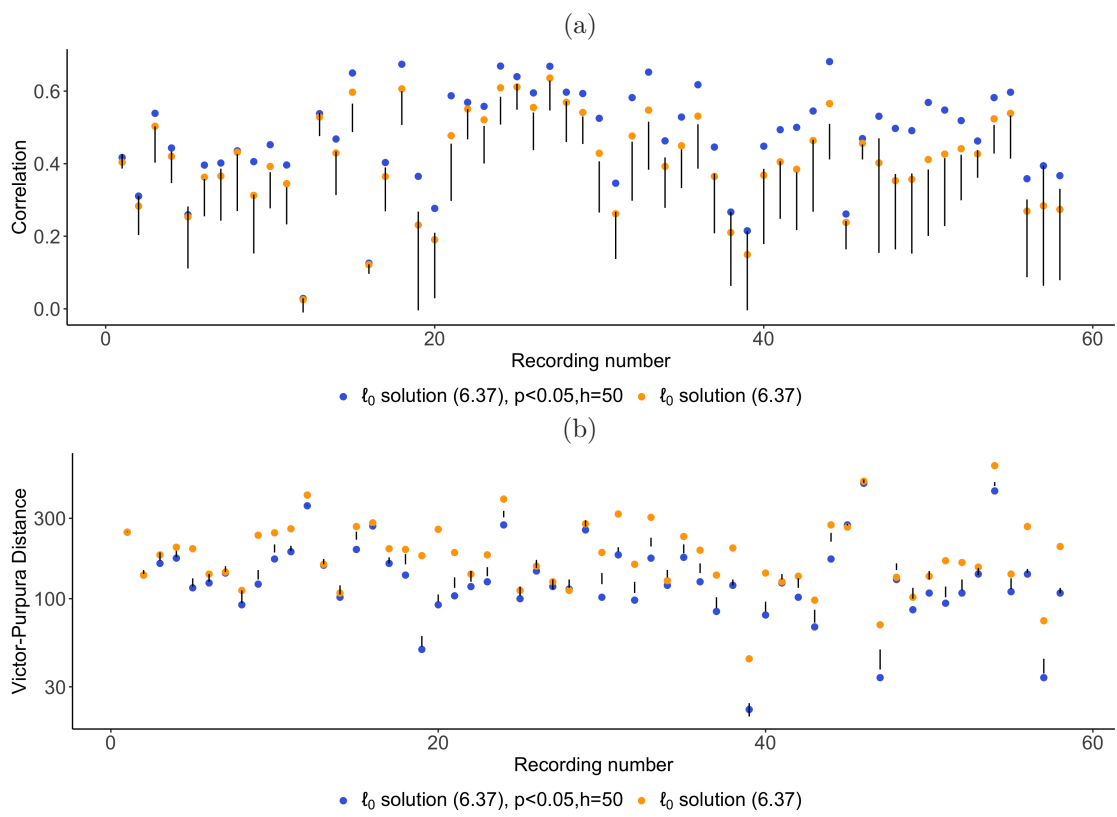 (a)
Correlation
0.6
0.4
0.2
0.0
0 20 40 60
Recording number
ℓ₀ solution (6.37), p<0.05,h=50 ℓ₀ solution (6.37)
(b)
Victor-Purpura Distance
300
100
30
0 20 40 60
Recording number
ℓ₀ solution (6.37), p<0.05,h=50 ℓ₀ solution (6.37)